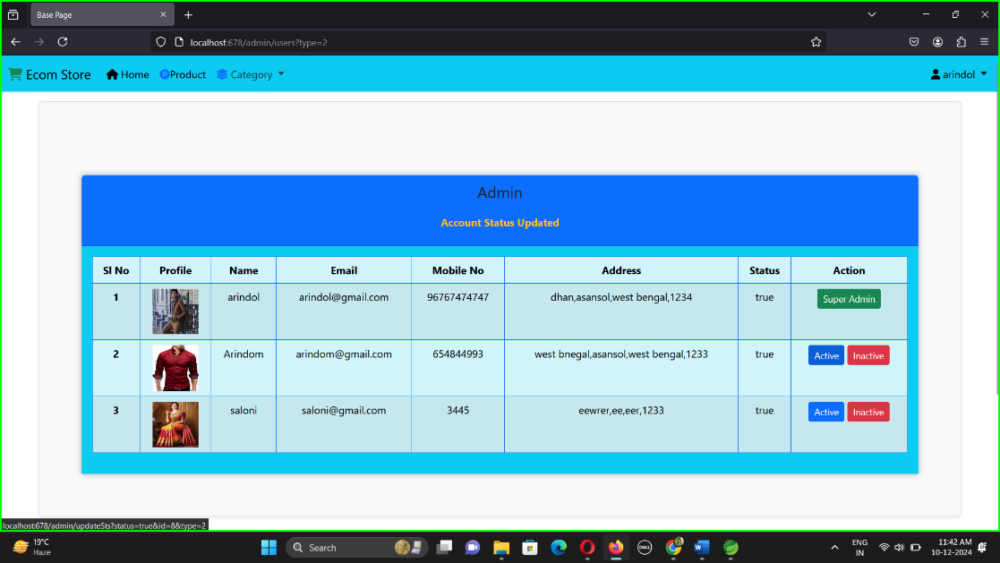 Base Page
localhost:678/admin/users?type=2
Ecom Store Home Product Category arindol
Admin
Account Status Updated
Sl No Profile Name Email Mobile No Address Status Action
1 arindol arindol@gmail.com 96767474747 dhan,asansol,west bengal,1234 true Super Admin
2 Arindom arindom@gmail.com 654844993 west bnegal,asansol,west bengal,1233 true Active Inactive
3 saloni saloni@gmail.com 3445 eewrer,ee,eer,1233 true Active Inactive
localhost:678/admin/updateSts?status=true&id=8&type=2
19°C
Haze
Search
DELL
ENG
IN
11:42 AM
10-12-2024